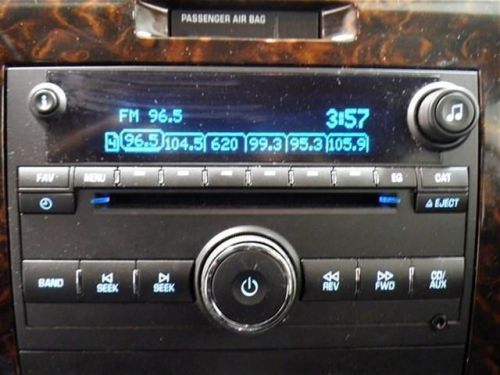 PASSENGER AIR BAG
FM 96.5 3:57
4 96.5 104.5 620 99.3 95.3 105.9
FAV MENU EQ CAT
EJECT
BAND SEEK SEEK REV FWD CD/AUX